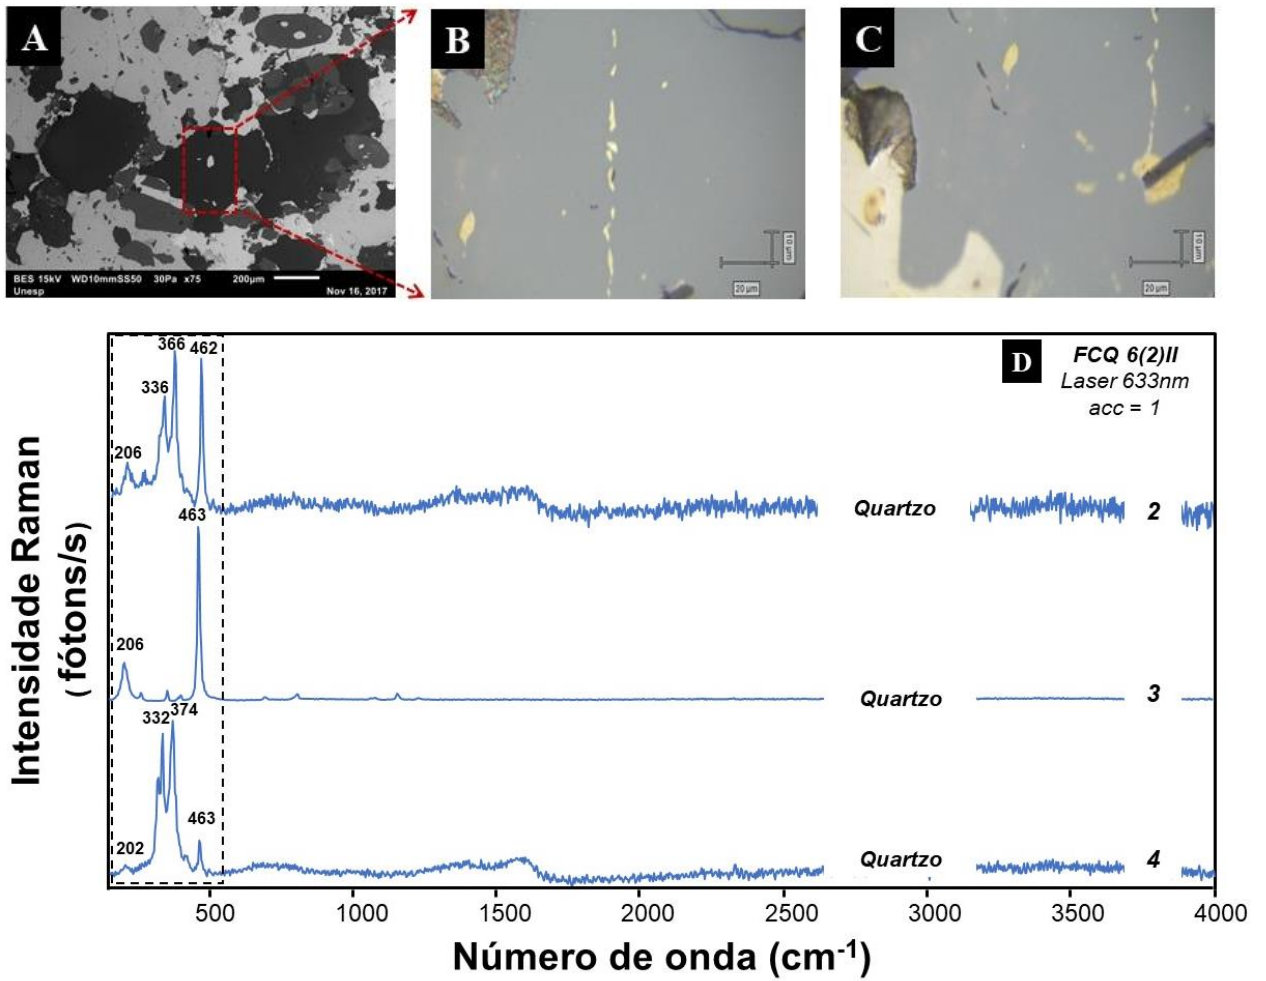 A
BES 15kV WD10mmSS50 30Pa x75 200µm
Unesp Nov 16, 2017
B
10 µm
20 µm
C
10 µm
20 µm
D
FCQ 6(2)II
Laser 633nm
acc = 1
366 462
336
206
Quartzo 2
463
206
Quartzo 3
332 374
463
202
Quartzo 4
Intensidade Raman
(fótons/s)
500 1000 1500 2000 2500 3000 3500 4000
Número de onda (cm-1)